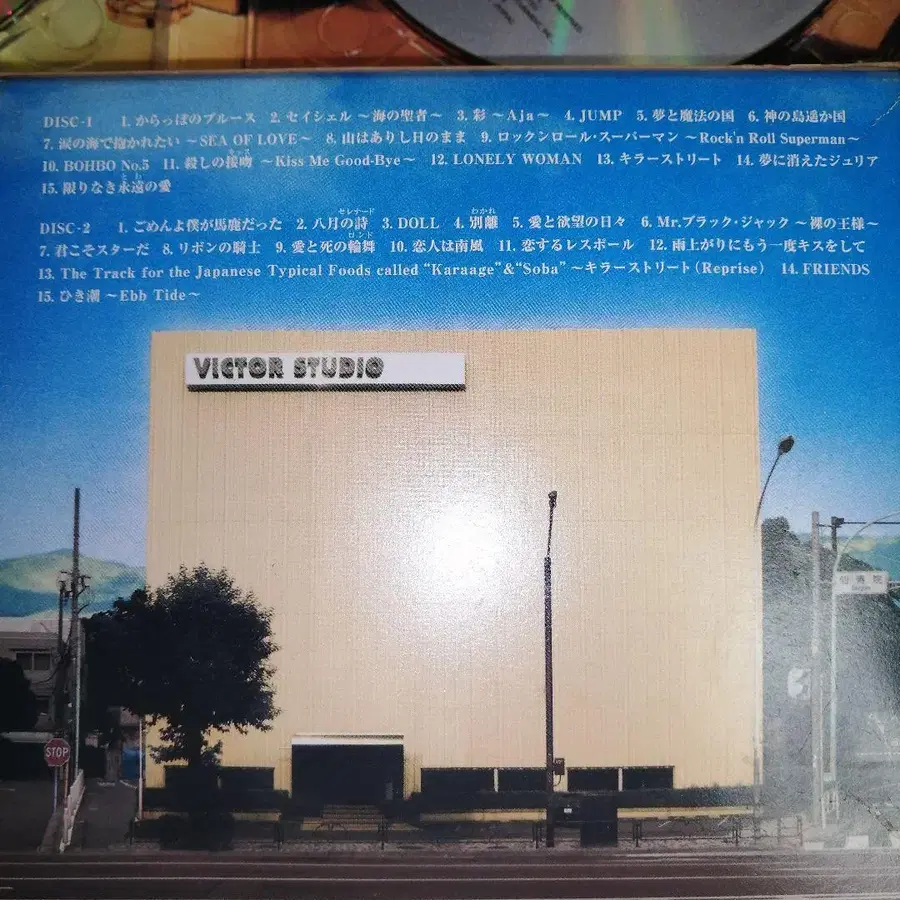 DISC-1 1. からっぽのブルース 2. セイシェル ～海の聖者～ 3. 彩 ～Aja～ 4. JUMP 5. 夢と魔法の国 6. 神の島遥か国
7. 涙の海で抱かれたい ～SEA OF LOVE～ 8. 山はありし日のまま 9. ロックンロール・スーパーマン ～Rock'n Roll Superman～
10. BOHBO No.5 11. 殺しの接吻 ～Kiss Me Good-Bye～ 12. LONELY WOMAN 13. キラーストリート 14. 夢に消えたジュリア
15. 限りなき永遠の愛
セレナード わかれ
DISC-2 1. ごめんよ僕が馬鹿だった 2. 八月の詩 3. DOLL 4. 別離 5. 愛と欲望の日々 6. Mr.ブラック・ジャック ～裸の王様～
ロンド
7. 君こそスターだ 8. リボンの騎士 9. 愛と死の輪舞 10. 恋人は南風 11. 恋するレスポール 12. 雨上がりにもう一度キスをして
13. The Track for the Japanese Typical Foods called "Karaage" & "Soba" ～キラーストリート (Reprise) 14. FRIENDS
15. ひき潮 ～Ebb Tide～
VICTOR STUDIO
STOP